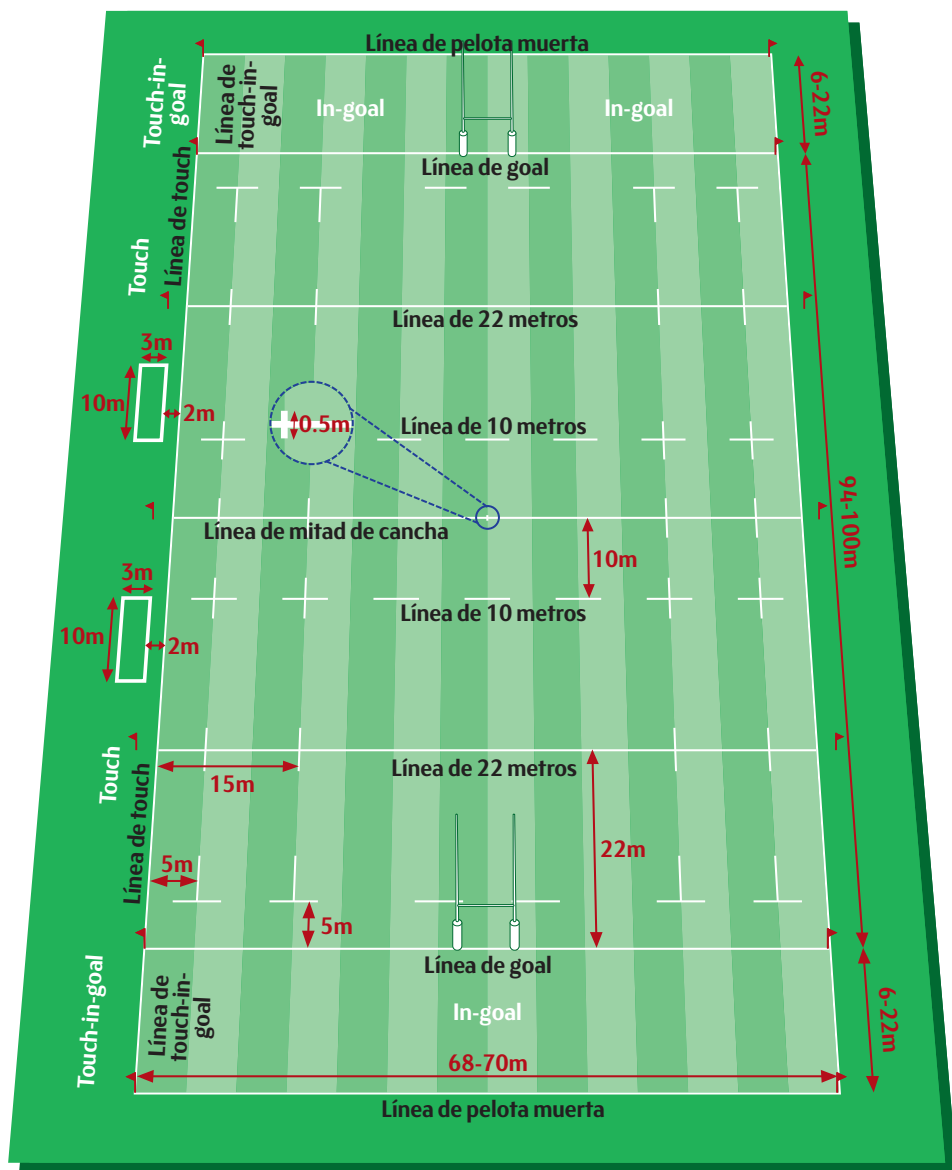 Línea de pelota muerta
Touch-in-
goal
Línea de
touch-in-
goal
In-goal
In-goal
6-22m
Línea de goal
Línea de touch
Touch
Línea de 22 metros
3m
10m
2m
0.5m
Línea de 10 metros
94-100m
Línea de mitad de cancha
10m
3m
10m
2m
Línea de 10 metros
Touch
Línea de touch
Línea de 22 metros
15m
22m
5m
5m
Línea de goal
Touch-in-goal
Línea de
touch-in-
goal
In-goal
6-22m
68-70m
Línea de pelota muerta